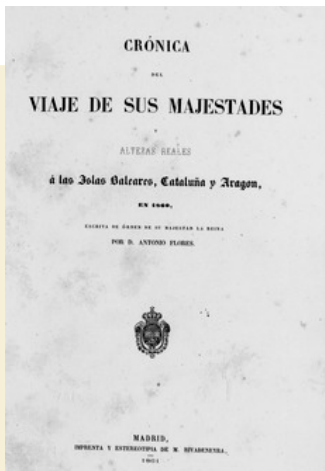 CRÓNICA
DEL
VIAJE DE SUS MAJESTADES
Y
ALTEZAS REALES
á las Islas Baleares, Cataluña y Aragon,
EN 1860,
ESCRITA DE ÓRDEN DE SU MAJESTAD LA REINA
POR D. ANTONIO FLORES.
MADRID,
IMPRENTA Y ESTEREOTIPIA DE M. RIVADENEYRA,
1861